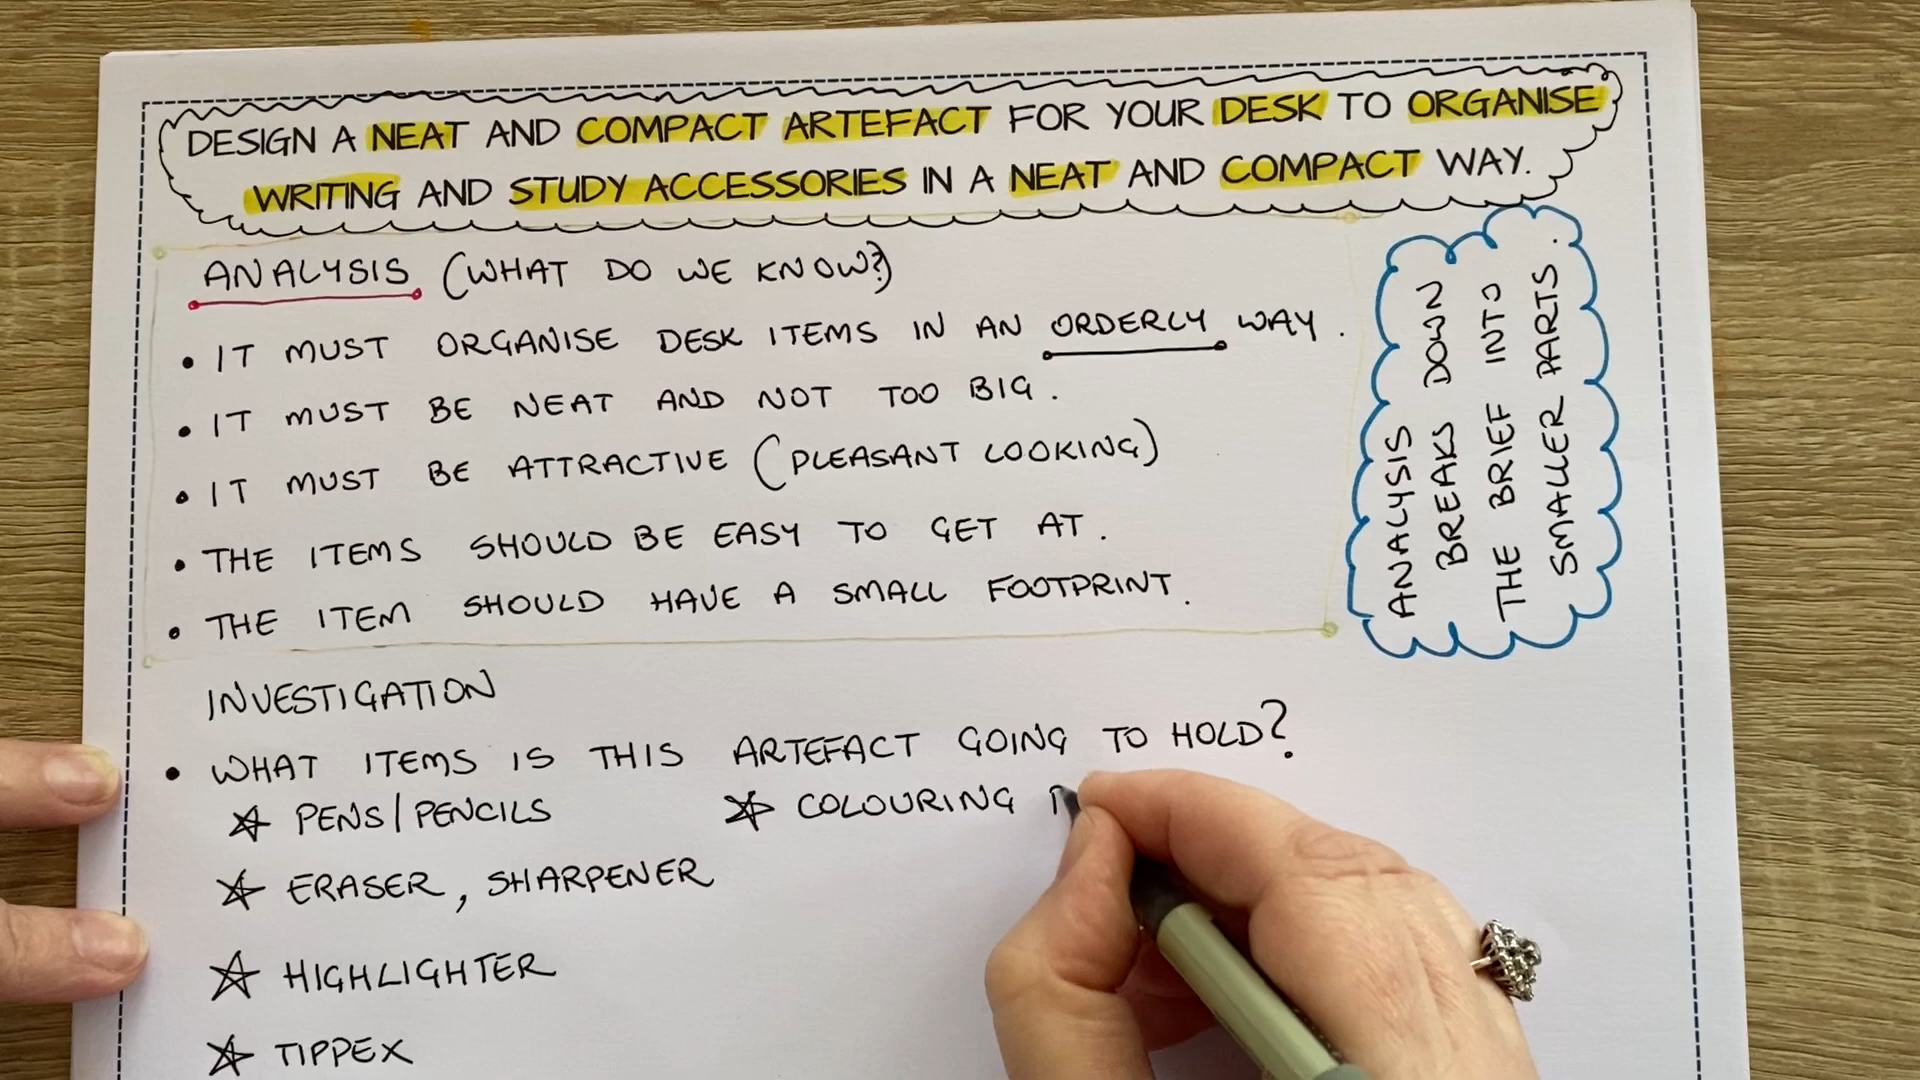 DESIGN A NEAT AND COMPACT ARTEFACT FOR YOUR DESK TO ORGANISE
WRITING AND STUDY ACCESSORIES IN A NEAT AND COMPACT WAY.
ANALYSIS (WHAT DO WE KNOW?)
• IT MUST ORGANISE DESK ITEMS IN AN ORDERLY WAY.
• IT MUST BE NEAT AND NOT TOO BIG.
• IT MUST BE ATTRACTIVE (PLEASANT LOOKING)
• THE ITEMS SHOULD BE EASY TO GET AT.
• THE ITEM SHOULD HAVE A SMALL FOOTPRINT.
ANALYSIS
BREAKS DOWN
THE BRIEF INTO
SMALLER PARTS.
INVESTIGATION
• WHAT ITEMS IS THIS ARTEFACT GOING TO HOLD?
☆ PENS/PENCILS
☆ ERASER, SHARPENER
☆ HIGHLIGHTER
☆ TIPPEX
☆ COLOURING